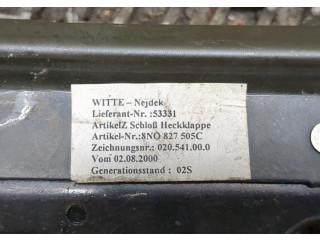 WITTE – Nejdek
Lieferant-Nr. :53331
ArtikelZ Schloß Heckklappe
Artikel-Nr.:8NO 827 505C
Zeichnungsnr.: 020.541.00.0
Vom 02.08.2000
Generationsstand : 02S